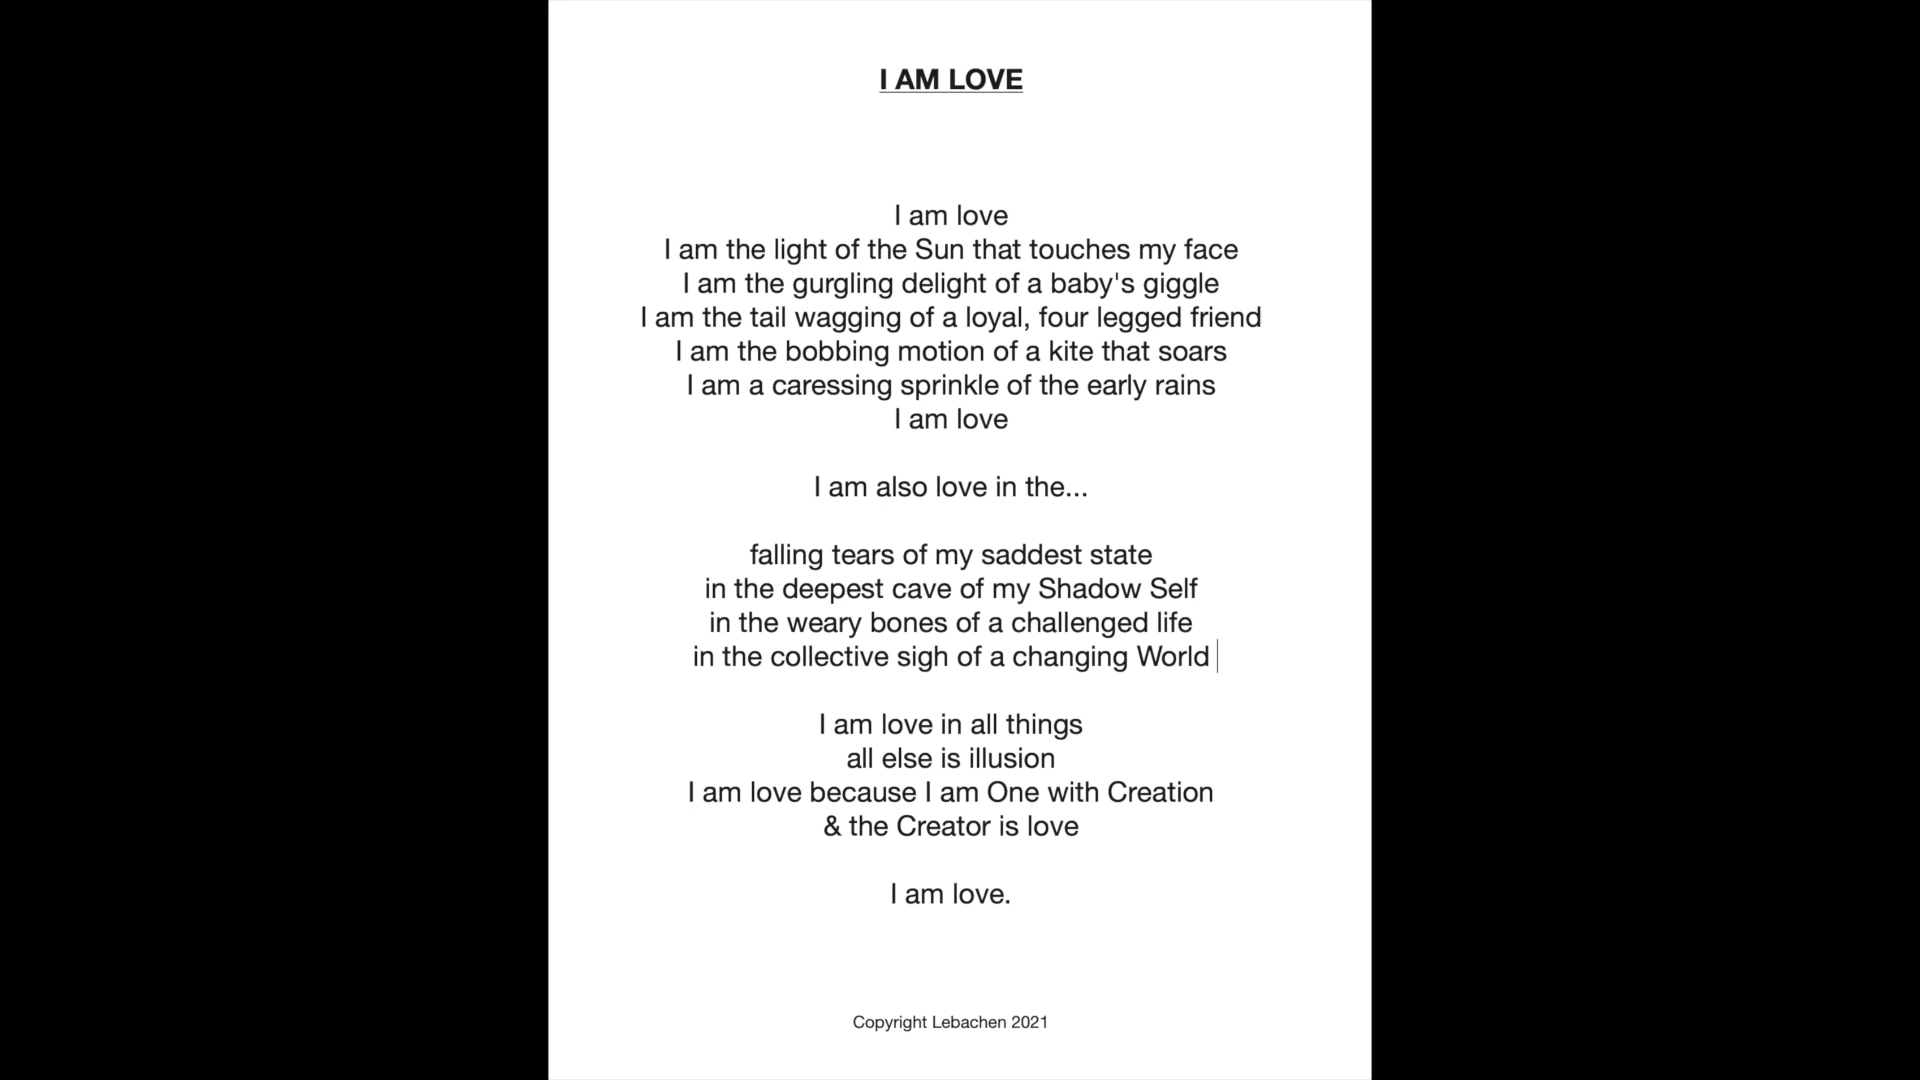 I AM LOVE
I am love
I am the light of the Sun that touches my face
I am the gurgling delight of a baby's giggle
I am the tail wagging of a loyal, four legged friend
I am the bobbing motion of a kite that soars
I am a caressing sprinkle of the early rains
I am love
I am also love in the...
falling tears of my saddest state
in the deepest cave of my Shadow Self
in the weary bones of a challenged life
in the collective sigh of a changing World
I am love in all things
all else is illusion
I am love because I am One with Creation
& the Creator is love
I am love.
Copyright Lebachen 2021